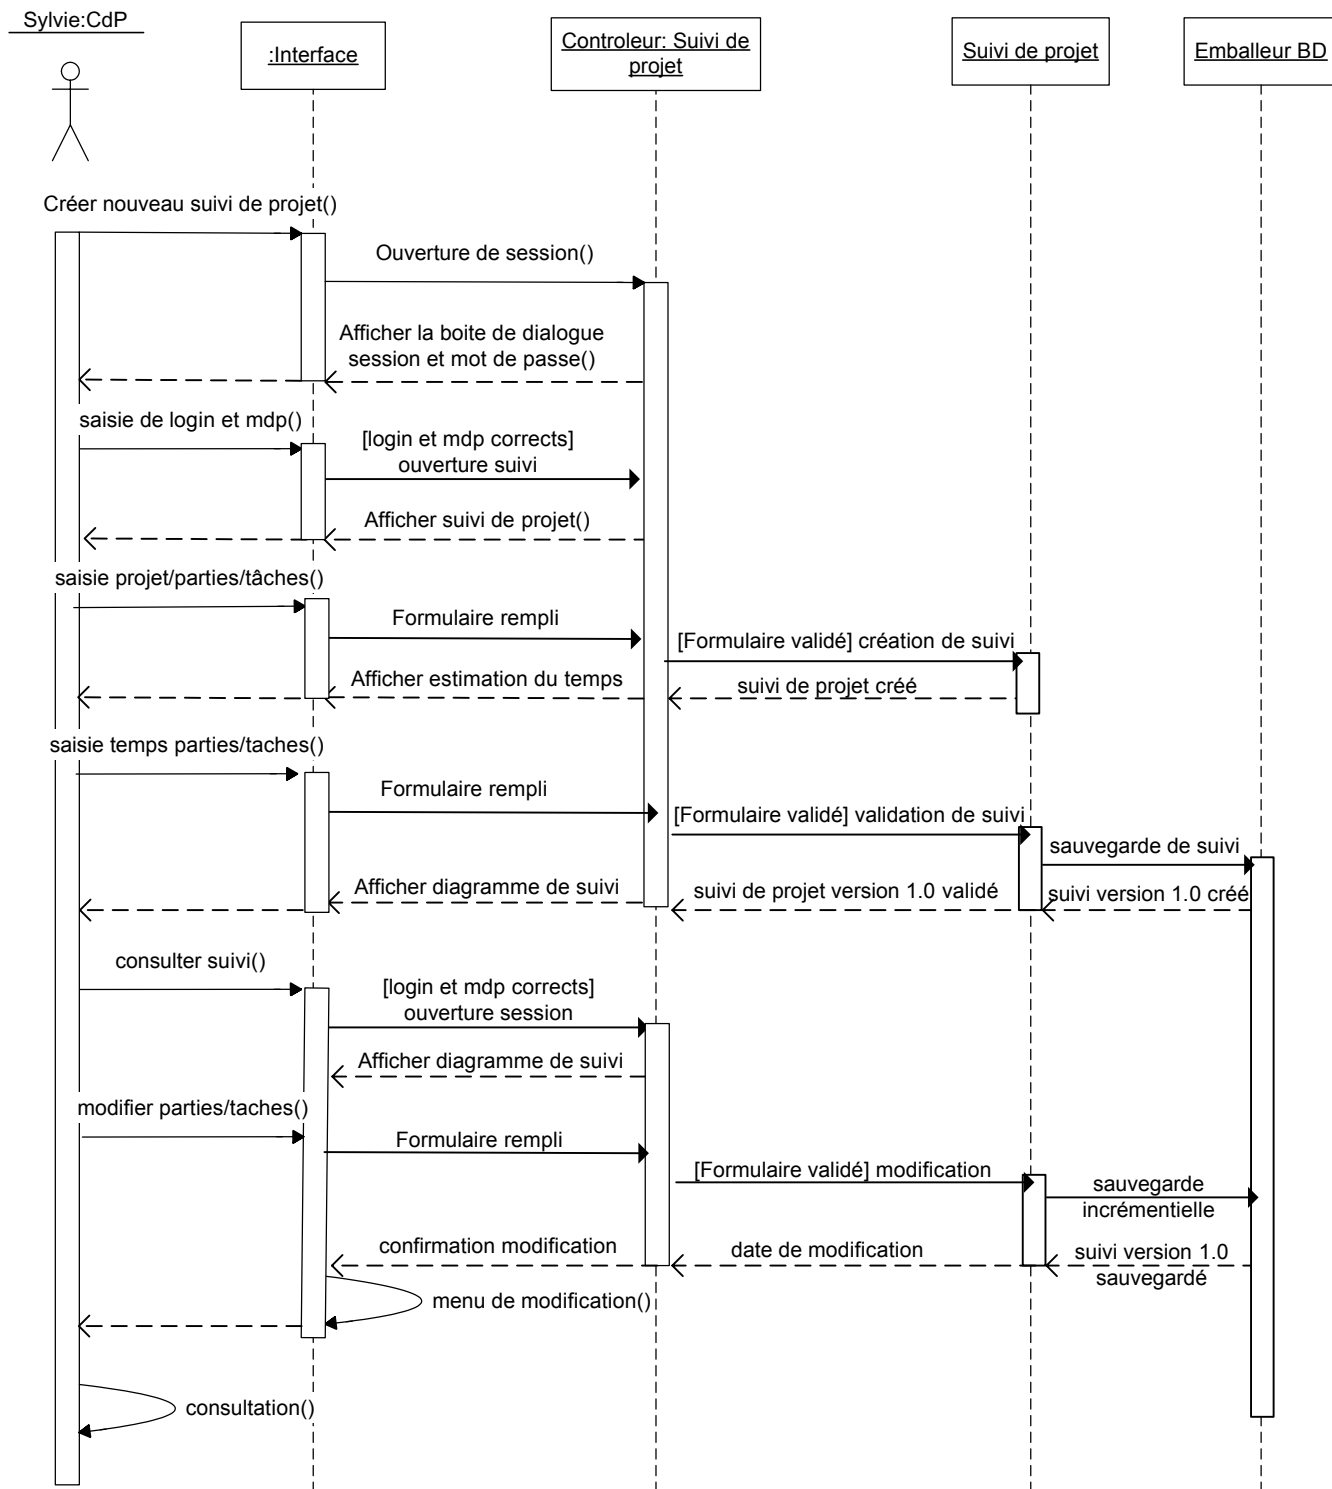 Sylvie:CdP
:Interface
Controleur: Suivi de
projet
Suivi de projet
Emballeur BD
Créer nouveau suivi de projet()
Ouverture de session()
Afficher la boite de dialogue
session et mot de passe()
saisie de login et mdp()
[login et mdp corrects]
ouverture suivi
Afficher suivi de projet()
saisie projet/parties/tâches()
Formulaire rempli
[Formulaire validé] création de suivi
Afficher estimation du temps
suivi de projet créé
saisie temps parties/taches()
Formulaire rempli
[Formulaire validé] validation de suivi
sauvegarde de suivi
Afficher diagramme de suivi
suivi de projet version 1.0 validé
suivi version 1.0 créé
consulter suivi()
[login et mdp corrects]
ouverture session
Afficher diagramme de suivi
modifier parties/taches()
Formulaire rempli
[Formulaire validé] modification
sauvegarde
incrémentielle
confirmation modification
date de modification
suivi version 1.0
sauvegardé
menu de modification()
consultation()